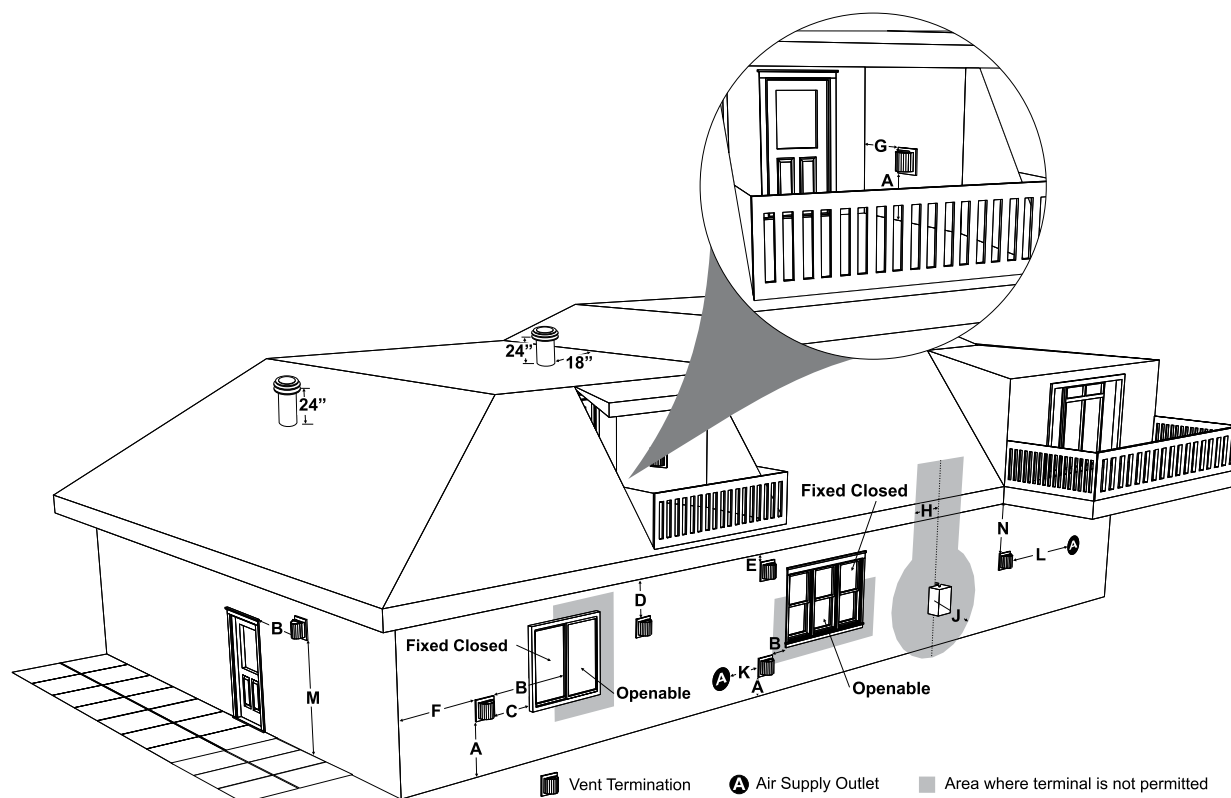 G
A
24”
18”
24”
Fixed Closed
H
N
E
L
A
D
B
Fixed Closed
J
B
M
B
K
A
A
Openable
Openable
F
C
A
Vent Termination
A
Air Supply Outlet
Area where terminal is not permitted